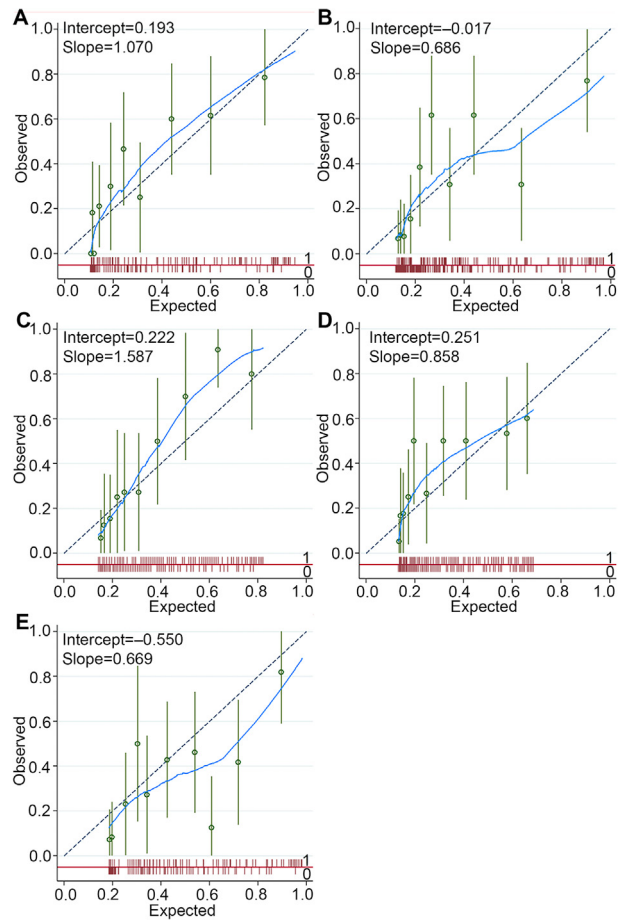 A
Intercept=0.193
Slope=1.070
1.0
0.8
0.6
0.4
0.2
0.0
Observed
1
0
0.0 0.2 0.4 0.6 0.8 1.0
Expected
B
Intercept=–0.017
Slope=0.686
1.0
0.8
0.6
0.4
0.2
0.0
Observed
1
0
0.0 0.2 0.4 0.6 0.8 1.0
Expected
C
Intercept=0.222
Slope=1.587
1.0
0.8
0.6
0.4
0.2
0.0
Observed
1
0
0.0 0.2 0.4 0.6 0.8 1.0
Expected
D
Intercept=0.251
Slope=0.858
1.0
0.8
0.6
0.4
0.2
0.0
Observed
1
0
0.0 0.2 0.4 0.6 0.8 1.0
Expected
E
Intercept=–0.550
Slope=0.669
1.0
0.8
0.6
0.4
0.2
0.0
Observed
1
0
0.0 0.2 0.4 0.6 0.8 1.0
Expected